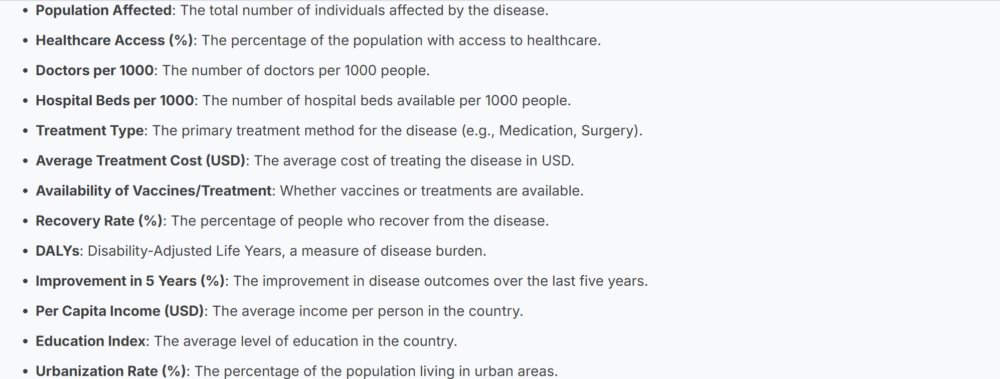 • Population Affected: The total number of individuals affected by the disease.
• Healthcare Access (%): The percentage of the population with access to healthcare.
• Doctors per 1000: The number of doctors per 1000 people.
• Hospital Beds per 1000: The number of hospital beds available per 1000 people.
• Treatment Type: The primary treatment method for the disease (e.g., Medication, Surgery).
• Average Treatment Cost (USD): The average cost of treating the disease in USD.
• Availability of Vaccines/Treatment: Whether vaccines or treatments are available.
• Recovery Rate (%): The percentage of people who recover from the disease.
• DALYs: Disability-Adjusted Life Years, a measure of disease burden.
• Improvement in 5 Years (%): The improvement in disease outcomes over the last five years.
• Per Capita Income (USD): The average income per person in the country.
• Education Index: The average level of education in the country.
• Urbanization Rate (%): The percentage of the population living in urban areas.